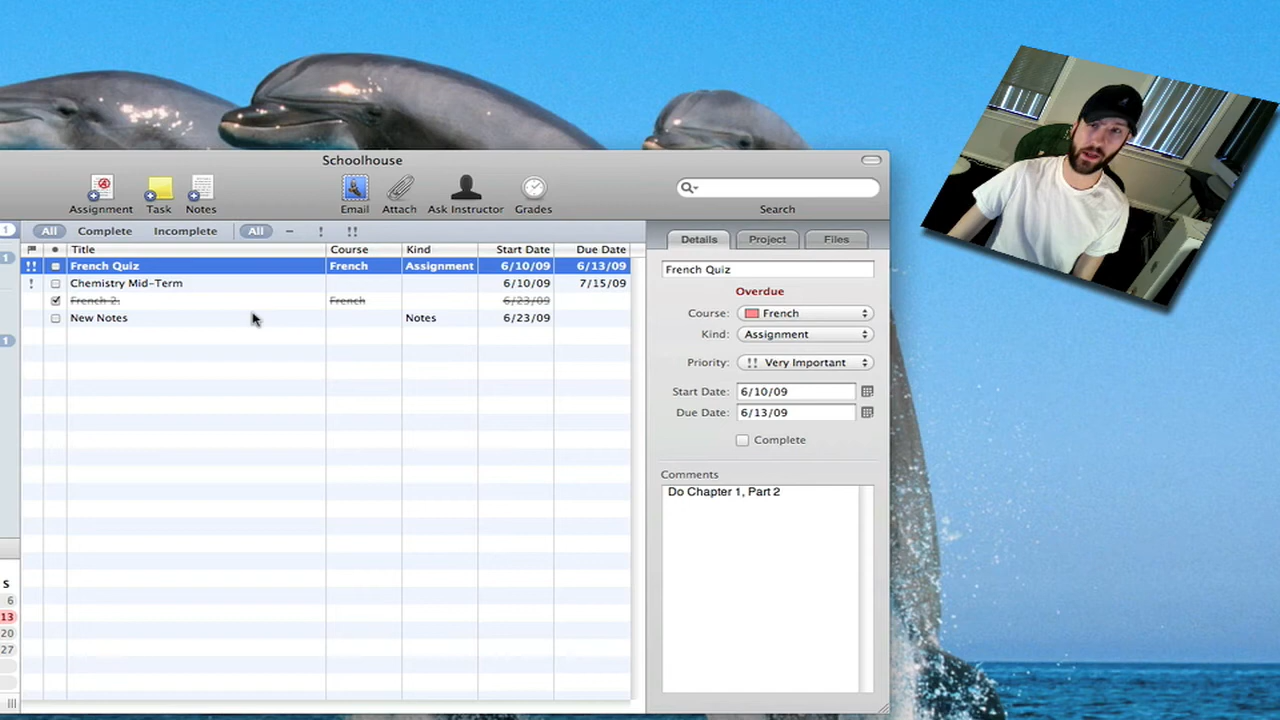 Schoolhouse
Assignment Task Notes Email Attach Ask Instructor Grades Search
1 All Complete Incomplete All – ! !!
Details Project Files
1 Title Course Kind Start Date Due Date
!! French Quiz French Assignment 6/10/09 6/13/09
French Quiz
! Chemistry Mid-Term 6/10/09 7/15/09
Overdue
French 2. French 6/23/09
Course: French
New Notes Notes 6/23/09
Kind: Assignment
1
Priority: !! Very Important
Start Date: 6/10/09
Due Date: 6/13/09
Complete
Comments
Do Chapter 1, Part 2
S
6
13
20
27